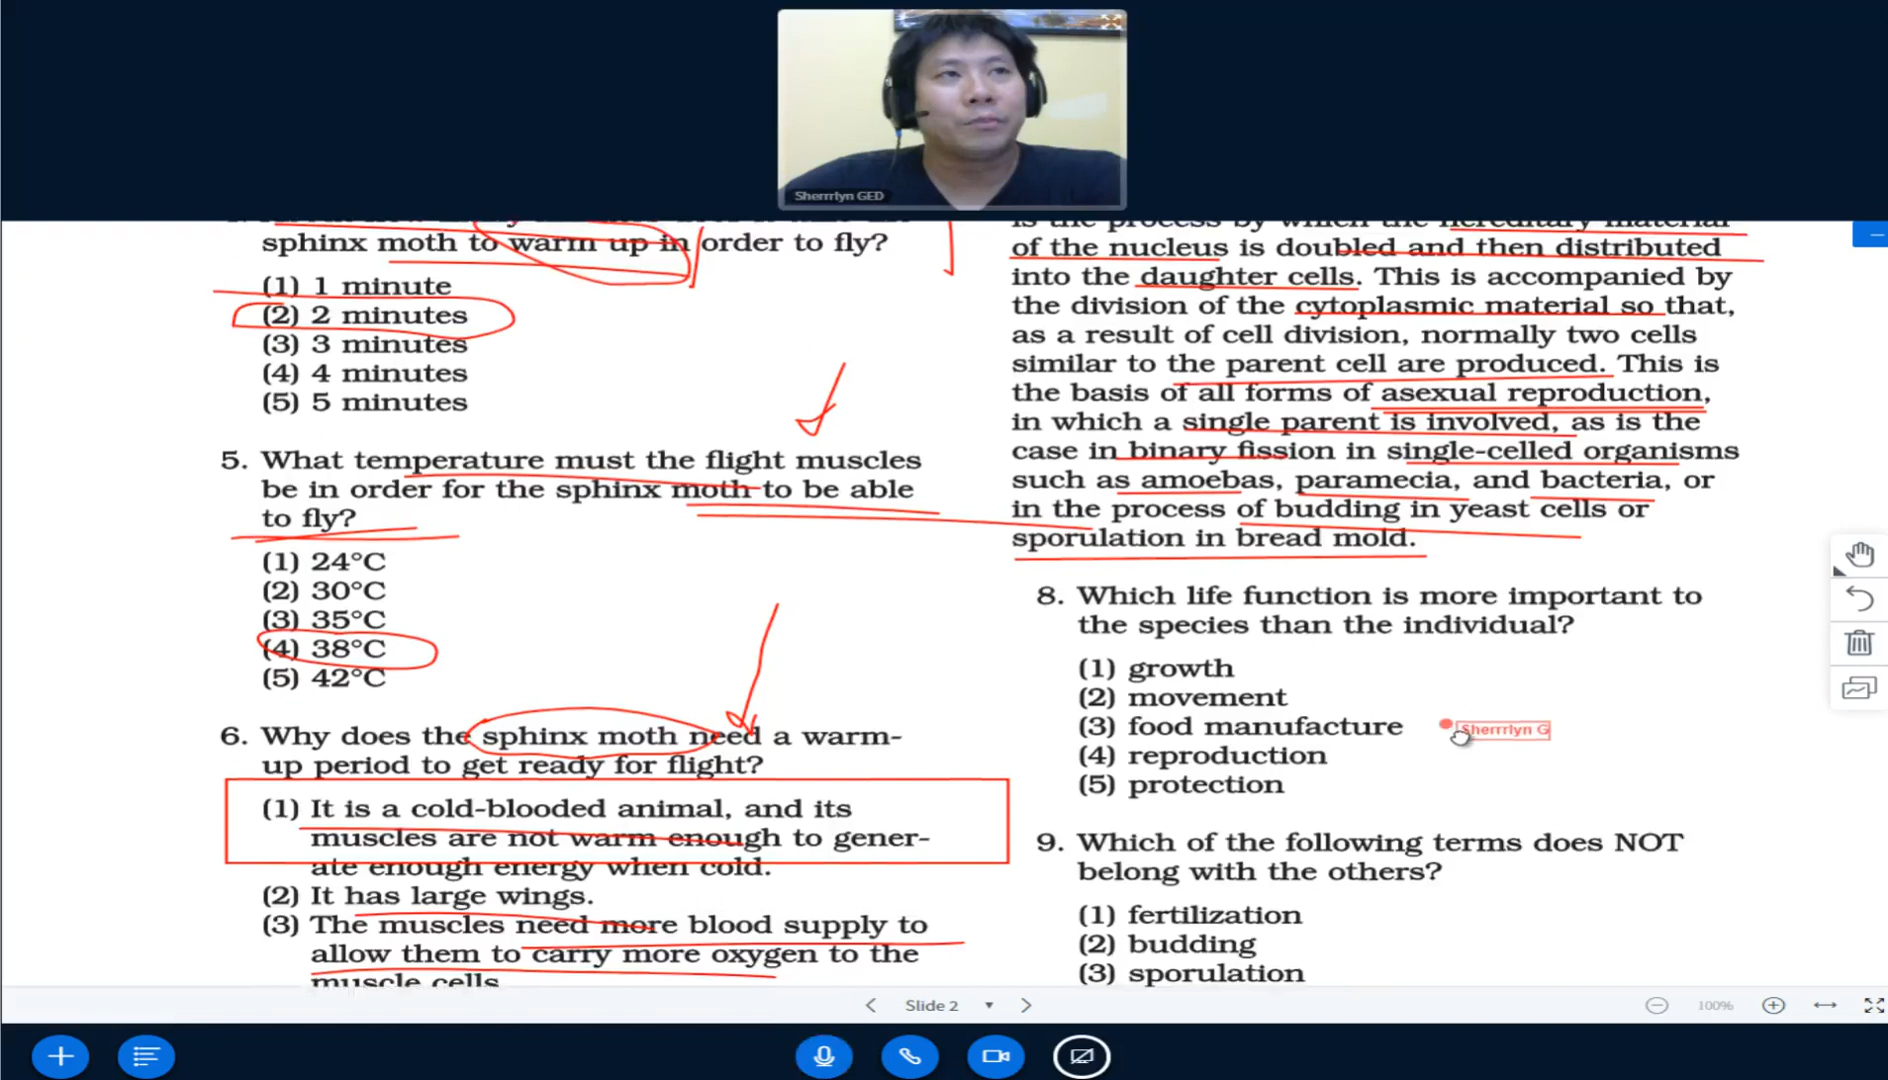 Sherrrlyn GED
sphinx moth to warm up in order to fly?
(1) 1 minute
(2) 2 minutes
(3) 3 minutes
(4) 4 minutes
(5) 5 minutes
5. What temperature must the flight muscles
be in order for the sphinx moth to be able
to fly?
(1) 24°C
(2) 30°C
(3) 35°C
(4) 38°C
(5) 42°C
6. Why does the sphinx moth need a warm-
up period to get ready for flight?
(1) It is a cold-blooded animal, and its
muscles are not warm enough to gener-
ate enough energy when cold.
(2) It has large wings.
(3) The muscles need more blood supply to
allow them to carry more oxygen to the
muscle cells
is the process by which the hereditary material
of the nucleus is doubled and then distributed
into the daughter cells. This is accompanied by
the division of the cytoplasmic material so that,
as a result of cell division, normally two cells
similar to the parent cell are produced. This is
the basis of all forms of asexual reproduction,
in which a single parent is involved, as is the
case in binary fission in single-celled organisms
such as amoebas, paramecia, and bacteria, or
in the process of budding in yeast cells or
sporulation in bread mold.
8. Which life function is more important to
the species than the individual?
(1) growth
(2) movement
(3) food manufacture
Sherrrlyn G
(4) reproduction
(5) protection
9. Which of the following terms does NOT
belong with the others?
(1) fertilization
(2) budding
(3) sporulation
Slide 2
100%